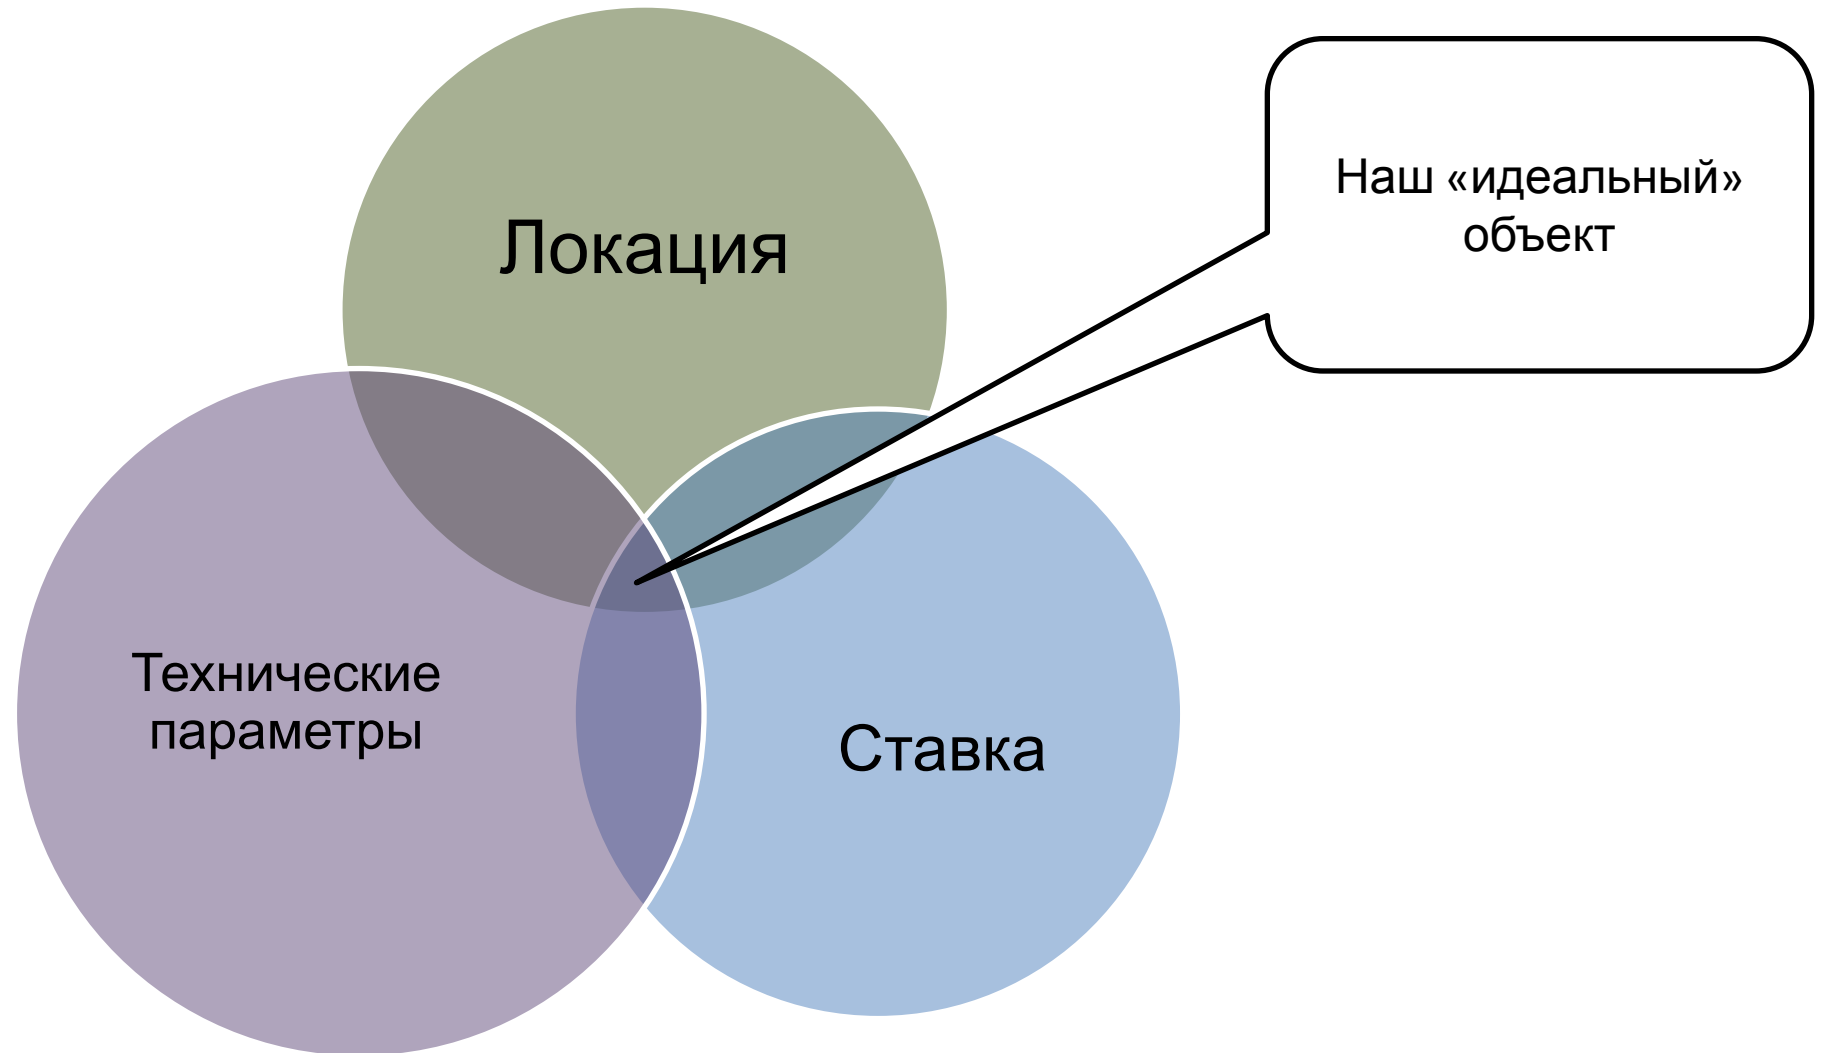 Локация
Наш «идеальный»
объект
Технические
параметры
Ставка